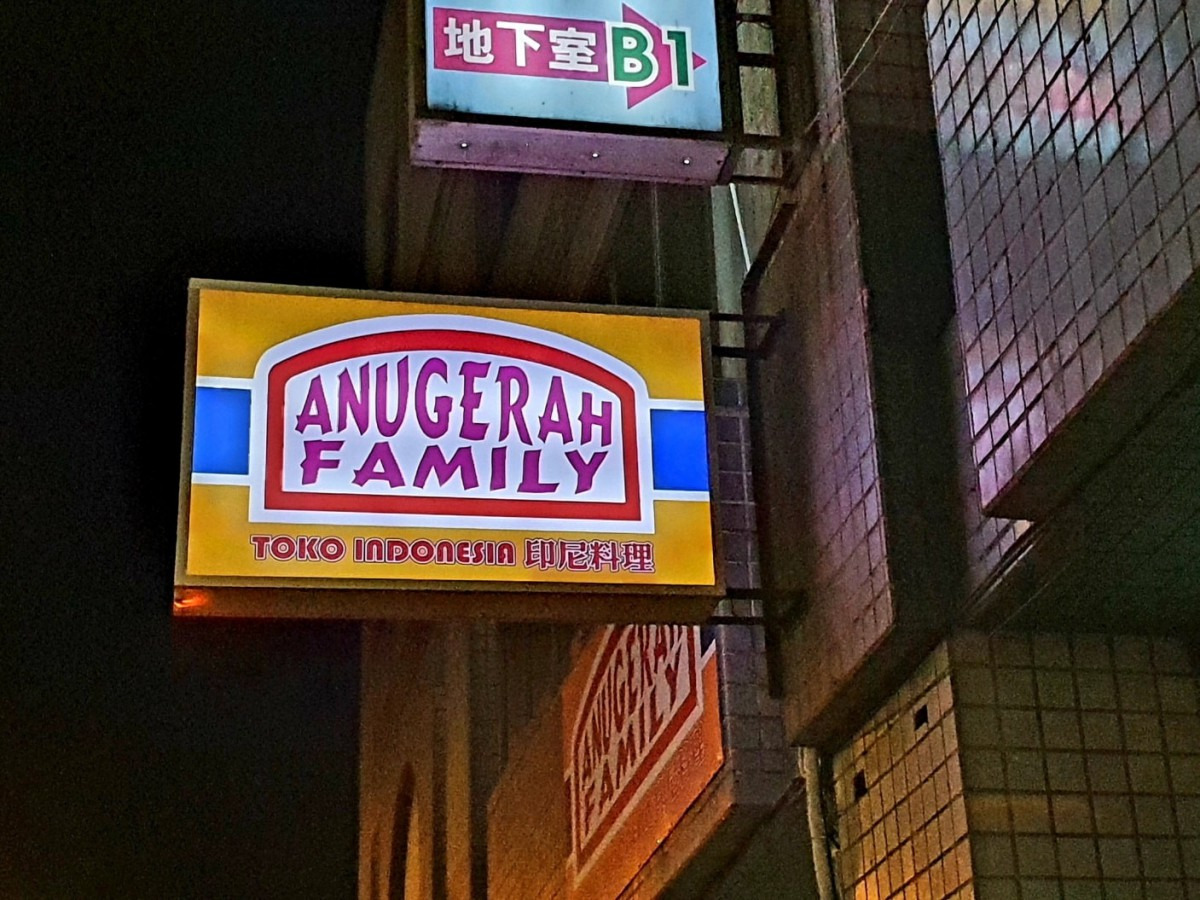 地下室B1
ANUGERAH
FAMILY
TOKO INDONESIA 印尼料理
ANUGERAH
FAMILY